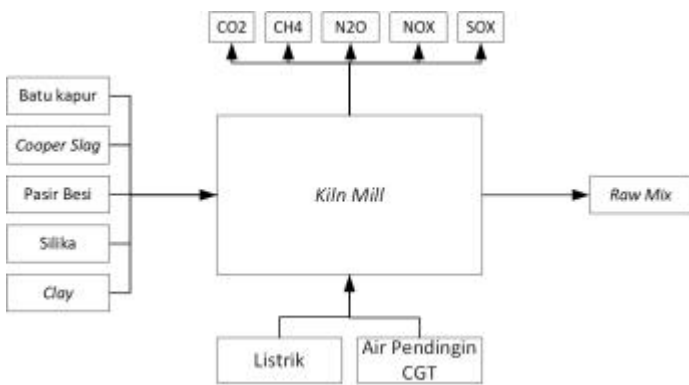 CO2 CH4 N2O NOX SOX
Batu kapur
Cooper Slag
Pasir Besi
Silika
Clay
Kiln Mill
Raw Mix
Listrik
Air Pendingin
CGT